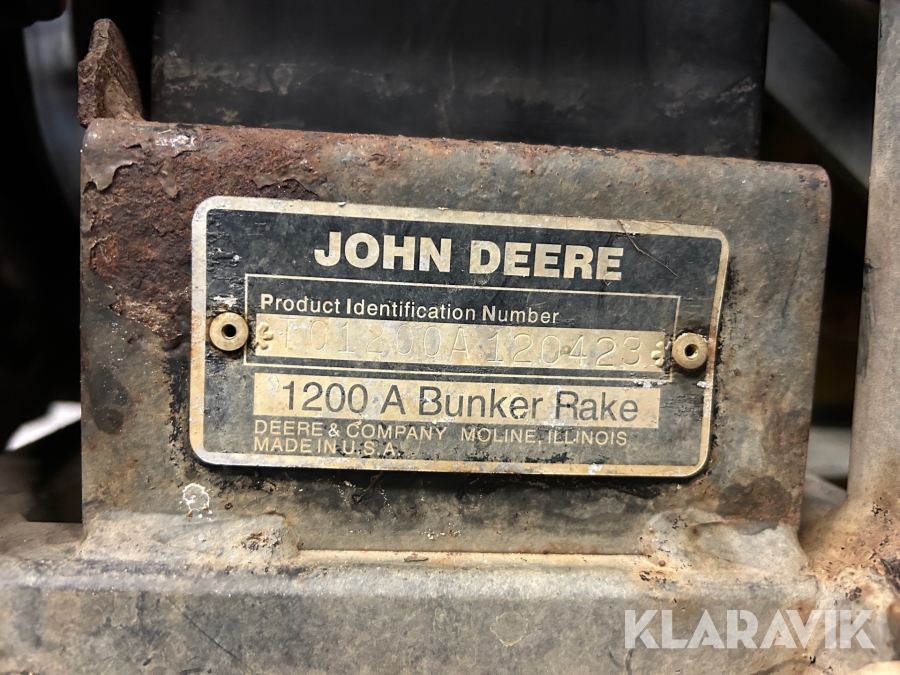 JOHN DEERE
Product Identification Number
*TC1200A120423*
1200 A Bunker Rake
DEERE & COMPANY MOLINE, ILLINOIS
MADE IN U.S.A.
KLARAVIK